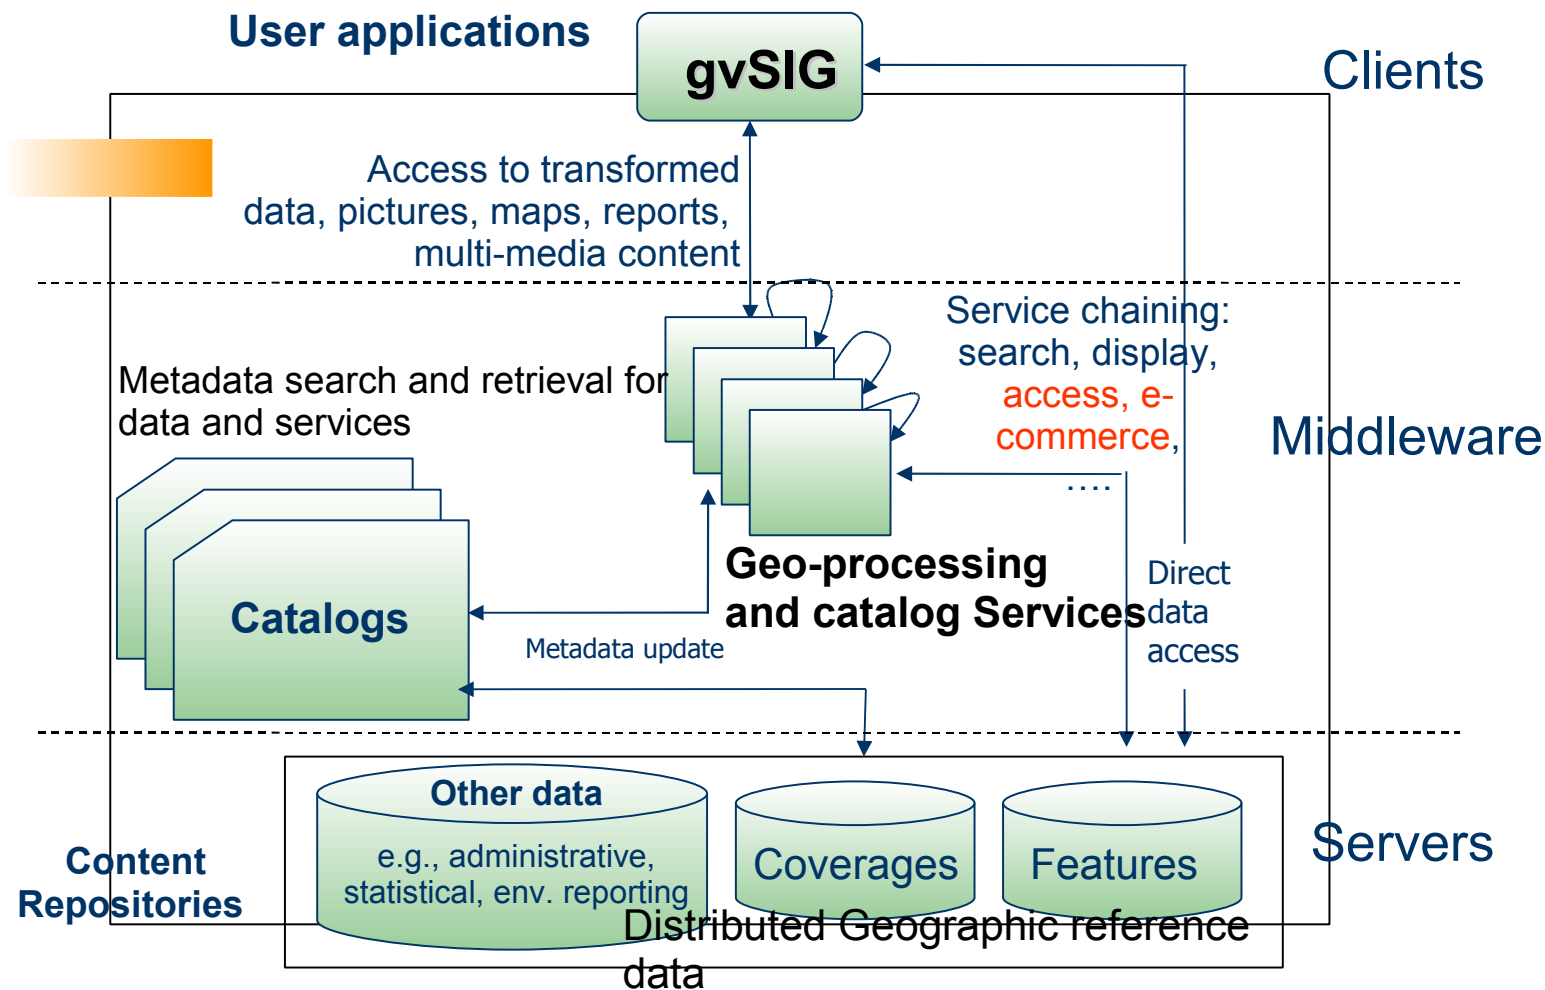 User applications
gvSIG
Clients
Access to transformed
data, pictures, maps, reports,
multi-media content
Service chaining:
search, display,
access, e-
commerce,
....
Metadata search and retrieval for
data and services
Middleware
Catalogs
Geo-processing
and catalog Services
Metadata update
Direct
data
access
Other data
e.g., administrative,
statistical, env. reporting
Coverages
Features
Servers
Content
Repositories
Distributed Geographic reference
data